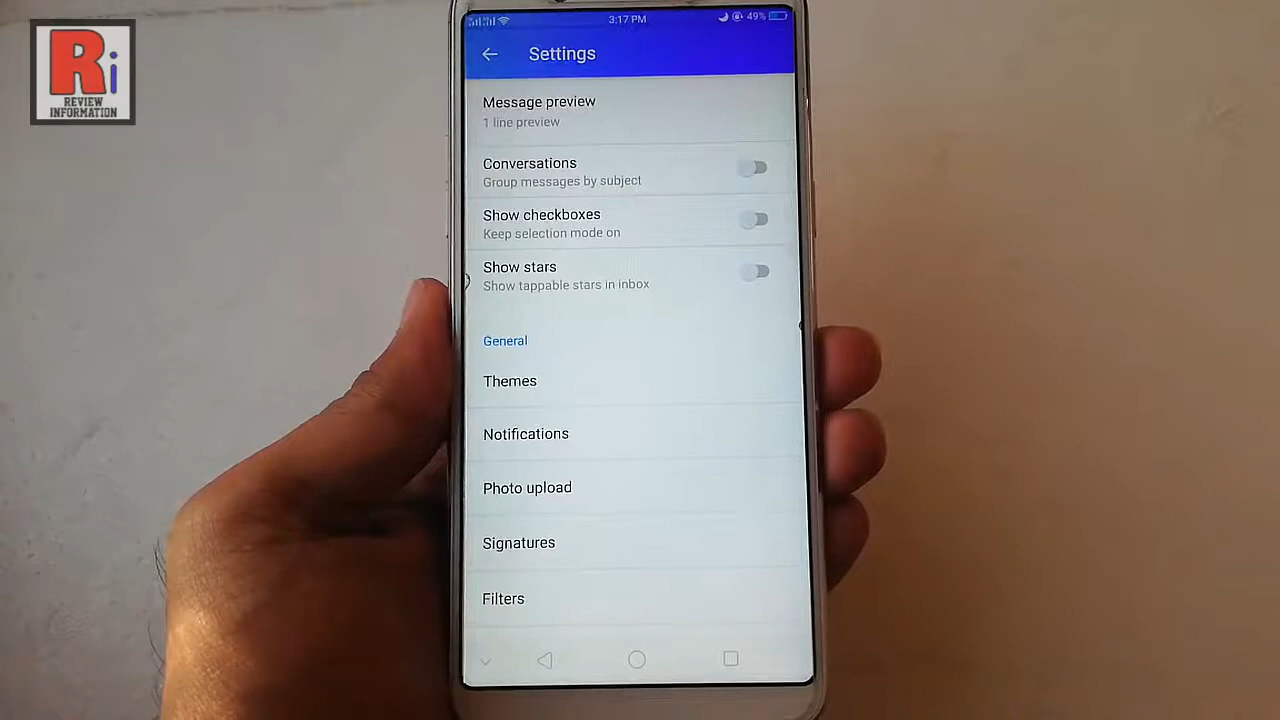 Ri
REVIEW
INFORMATION
3:17 PM
49%
Settings
Message preview
1 line preview
Conversations
Group messages by subject
Show checkboxes
Keep selection mode on
Show stars
Show tappable stars in inbox
General
Themes
Notifications
Photo upload
Signatures
Filters